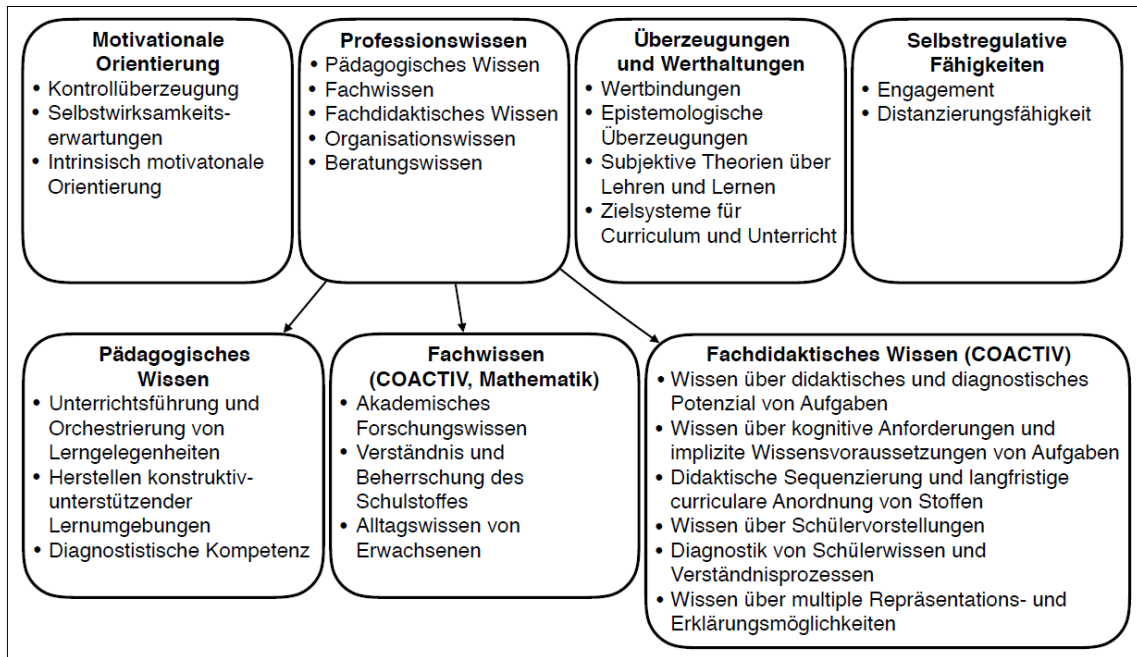 Motivationale
Orientierung
• Kontrollüberzeugung
• Selbstwirksamkeits-
erwartungen
• Intrinsisch motivatonale
Orientierung
Professionswissen
• Pädagogisches Wissen
• Fachwissen
• Fachdidaktisches Wissen
• Organisationswissen
• Beratungswissen
Überzeugungen
und Werthaltungen
• Wertbindungen
• Epistemologische
Überzeugungen
• Subjektive Theorien über
Lehren und Lernen
• Zielsysteme für
Curriculum und Unterricht
Selbstregulative
Fähigkeiten
• Engagement
• Distanzierungsfähigkeit
Pädagogisches
Wissen
• Unterrichtsführung und
Orchestrierung von
Lerngelegenheiten
• Herstellen konstruktiv-
unterstützender
Lernumgebungen
• Diagnostistische Kompetenz
Fachwissen
(COACTIV, Mathematik)
• Akademisches
Forschungswissen
• Verständnis und
Beherrschung des
Schulstoffes
• Alltagswissen von
Erwachsenen
Fachdidaktisches Wissen (COACTIV)
• Wissen über didaktisches und diagnostisches
Potenzial von Aufgaben
• Wissen über kognitive Anforderungen und
implizite Wissensvoraussetzungen von Aufgaben
• Didaktische Sequenzierung und langfristige
curriculare Anordnung von Stoffen
• Wissen über Schülervorstellungen
• Diagnostik von Schülerwissen und
Verständnisprozessen
• Wissen über multiple Repräsentations- und
Erklärungsmöglichkeiten